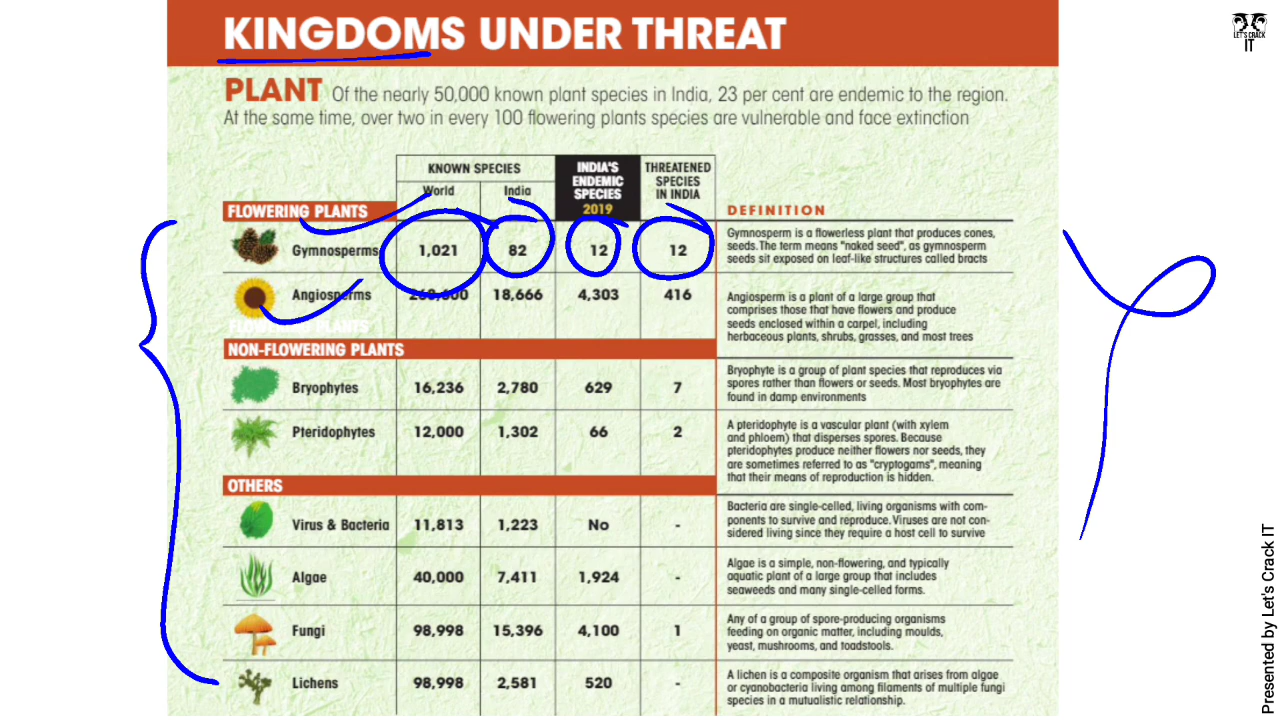 KINGDOMS UNDER THREAT
LET'S CRACK
IT
PLANT Of the nearly 50,000 known plant species in India, 23 per cent are endemic to the region.
At the same time, over two in every 100 flowering plants species are vulnerable and face extinction
KNOWN SPECIES
World India
INDIA'S
ENDEMIC
SPECIES
2019
THREATENED
SPECIES
IN INDIA
DEFINITION
FLOWERING PLANTS
Gymnosperms 1,021 82 12 12
Gymnosperm is a flowerless plant that produces cones,
seeds. The term means "naked seed", as gymnosperm
seeds sit exposed on leaf-like structures called bracts
Angiosperms 18,666 4,303 416
Angiosperm is a plant of a large group that
comprises those that have flowers and produce
seeds enclosed within a carpel, including
herbaceous plants, shrubs, grasses, and most trees
FLOWERING PLANTS
NON-FLOWERING PLANTS
Bryophytes 16,236 2,780 629 7
Bryophyte is a group of plant species that reproduces via
spores rather than flowers or seeds. Most bryophytes are
found in damp environments
Pteridophytes 12,000 1,302 66 2
A pteridophyte is a vascular plant (with xylem
and phloem) that disperses spores. Because
pteridophytes produce neither flowers nor seeds, they
are sometimes referred to as "cryptogams", meaning
that their means of reproduction is hidden.
OTHERS
Virus & Bacteria 11,813 1,223 No -
Bacteria are single-celled, living organisms with com-
ponents to survive and reproduce. Viruses are not con-
sidered living since they require a host cell to survive
Algae 40,000 7,411 1,924 -
Algae is a simple, non-flowering, and typically
aquatic plant of a large group that includes
seaweeds and many single-celled forms.
Fungi 98,998 15,396 4,100 1
Any of a group of spore-producing organisms
feeding on organic matter, including moulds,
yeast, mushrooms, and toadstools.
Lichens 98,998 2,581 520 -
A lichen is a composite organism that arises from algae
or cyanobacteria living among filaments of multiple fungi
species in a mutualistic relationship.
Presented by Let's Crack IT